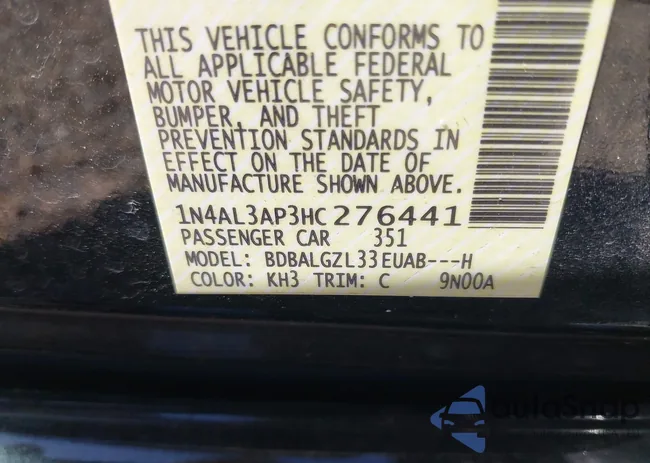 THIS VEHICLE CONFORMS TO
ALL APPLICABLE FEDERAL
MOTOR VEHICLE SAFETY,
BUMPER, AND THEFT
PREVENTION STANDARDS IN
EFFECT ON THE DATE OF
MANUFACTURE SHOWN ABOVE.
1N4AL3AP3HC276441
PASSENGER CAR 351
MODEL: BDBALGZL33EUAB---H
COLOR: KH3 TRIM: C 9N00A
AutoSnap